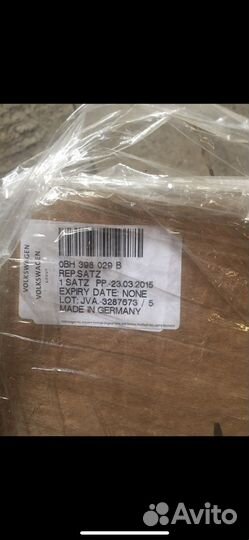 VOLKSWAGEN
VOLKSWAGEN
GROUP
0BH 398 029 B
REP.SATZ
1 SATZ PP -23.03.2015
EXPIRY DATE: NONE
LOT: JVA-3287673 / 5
MADE IN GERMANY
Avito